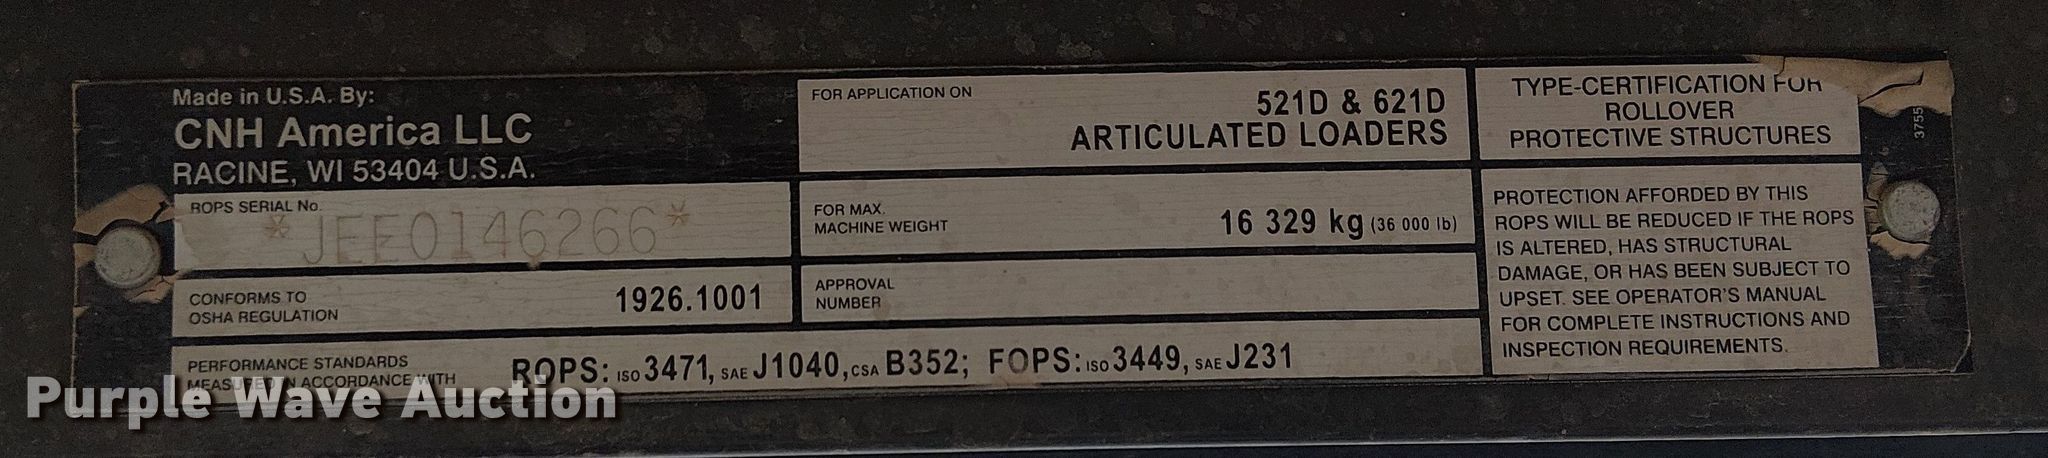 Made in U.S.A. By:
CNH America LLC
RACINE, WI 53404 U.S.A.
ROPS SERIAL No.
*JEE0146266*
CONFORMS TO
OSHA REGULATION
1926.1001
FOR APPLICATION ON
521D & 621D
ARTICULATED LOADERS
FOR MAX.
MACHINE WEIGHT
16 329 kg (36 000 lb)
APPROVAL
NUMBER
PERFORMANCE STANDARDS
MEASURED IN ACCORDANCE WITH
ROPS: ISO 3471, SAE J1040, CSA B352; FOPS: ISO 3449, SAE J231
TYPE-CERTIFICATION FOR
ROLLOVER
PROTECTIVE STRUCTURES
PROTECTION AFFORDED BY THIS
ROPS WILL BE REDUCED IF THE ROPS
IS ALTERED, HAS STRUCTURAL
DAMAGE, OR HAS BEEN SUBJECT TO
UPSET. SEE OPERATOR'S MANUAL
FOR COMPLETE INSTRUCTIONS AND
INSPECTION REQUIREMENTS.
Purple Wave Auction